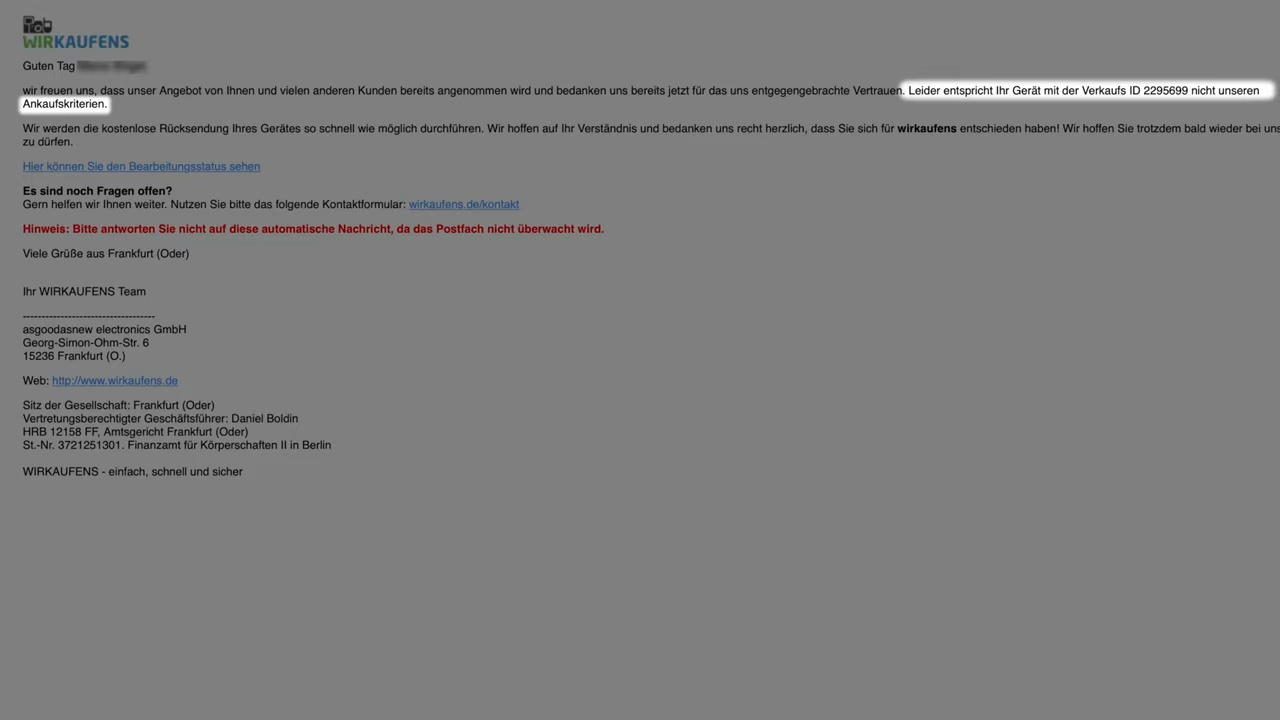 WIRKAUFENS
Guten Tag
wir freuen uns, dass unser Angebot von Ihnen und vielen anderen Kunden bereits angenommen wird und bedanken uns bereits jetzt für das uns entgegengebrachte Vertrauen. Leider entspricht Ihr Gerät mit der Verkaufs ID 2295699 nicht unseren
Ankaufskriterien.
Wir werden die kostenlose Rücksendung Ihres Gerätes so schnell wie möglich durchführen. Wir hoffen auf Ihr Verständnis und bedanken uns recht herzlich, dass Sie sich für wirkaufens entschieden haben! Wir hoffen Sie trotzdem bald wieder bei uns
zu dürfen.
Hier können Sie den Bearbeitungsstatus sehen
Es sind noch Fragen offen?
Gern helfen wir Ihnen weiter. Nutzen Sie bitte das folgende Kontaktformular: wirkaufens.de/kontakt
Hinweis: Bitte antworten Sie nicht auf diese automatische Nachricht, da das Postfach nicht überwacht wird.
Viele Grüße aus Frankfurt (Oder)
Ihr WIRKAUFENS Team
-----------------------------------
asgoodasnew electronics GmbH
Georg-Simon-Ohm-Str. 6
15236 Frankfurt (O.)
Web: http://www.wirkaufens.de
Sitz der Gesellschaft: Frankfurt (Oder)
Vertretungsberechtigter Geschäftsführer: Daniel Boldin
HRB 12158 FF, Amtsgericht Frankfurt (Oder)
St.-Nr. 3721251301. Finanzamt für Körperschaften II in Berlin
WIRKAUFENS - einfach, schnell und sicher